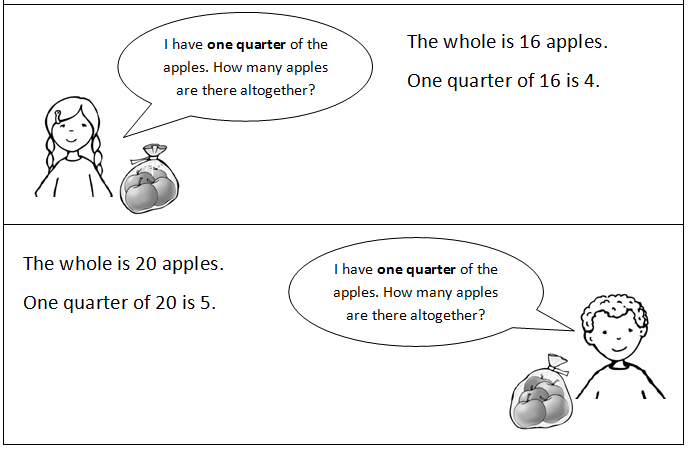 I have one quarter of the
apples. How many apples
are there altogether?
The whole is 16 apples.
One quarter of 16 is 4.
The whole is 20 apples.
One quarter of 20 is 5.
I have one quarter of the
apples. How many apples
are there altogether?